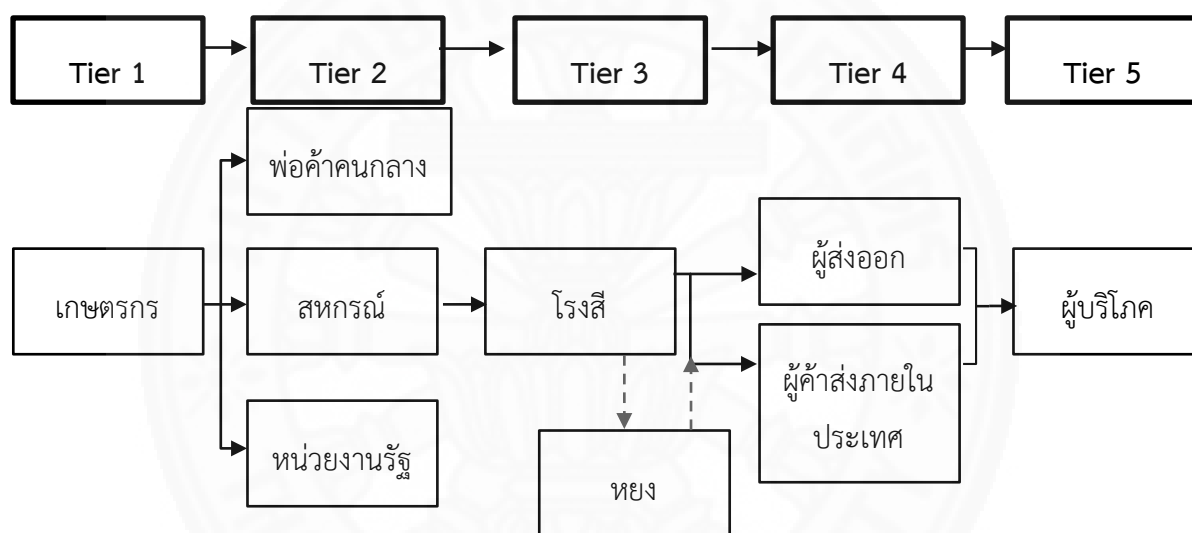 Tier 1
Tier 2
Tier 3
Tier 4
Tier 5
พ่อค้าคนกลาง
เกษตรกร
สหกรณ์
โรงสี
ผู้ส่งออก
ผู้บริโภค
ผู้ค้าส่งภายใน
ประเทศ
หน่วยงานรัฐ
หยง